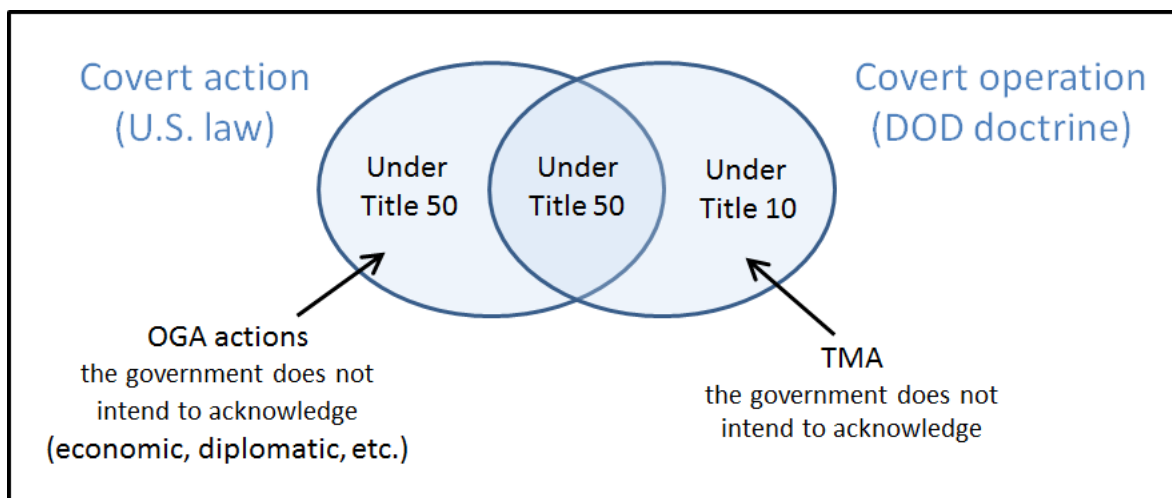 Covert action
(U.S. law)
Covert operation
(DOD doctrine)
Under
Title 50
Under
Title 50
Under
Title 10
OGA actions
the government does not
intend to acknowledge
(economic, diplomatic, etc.)
TMA
the government does not
intend to acknowledge